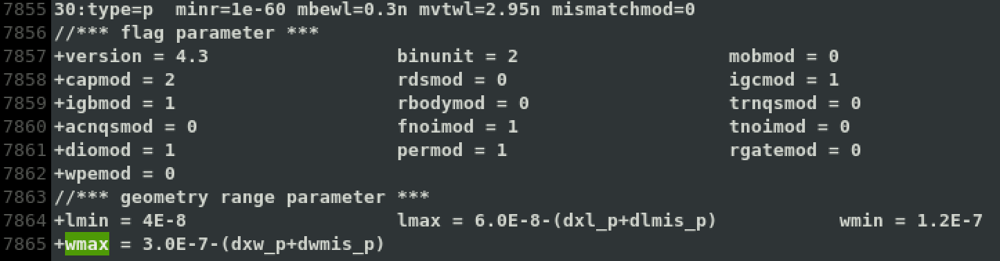 7855 30:type=p  minr=1e-60 mbewl=0.3n mvtwl=2.95n mismatchmod=0
7856 //*** flag parameter ***
7857 +version = 4.3                 binunit = 2                   mobmod = 0
7858 +capmod = 2                    rdsmod = 0                    igcmod = 1
7859 +igbmod = 1                    rbodymod = 0                  trnqsmod = 0
7860 +acnqsmod = 0                  fnoimod = 1                   tnoimod = 0
7861 +diomod = 1                    permod = 1                    rgatemod = 0
7862 +wpemod = 0
7863 //*** geometry range parameter ***
7864 +lmin = 4E-8                   lmax = 6.0E-8-(dxl_p+dlmis_p)           wmin = 1.2E-7
7865 +wmax = 3.0E-7-(dxw_p+dwmis_p)